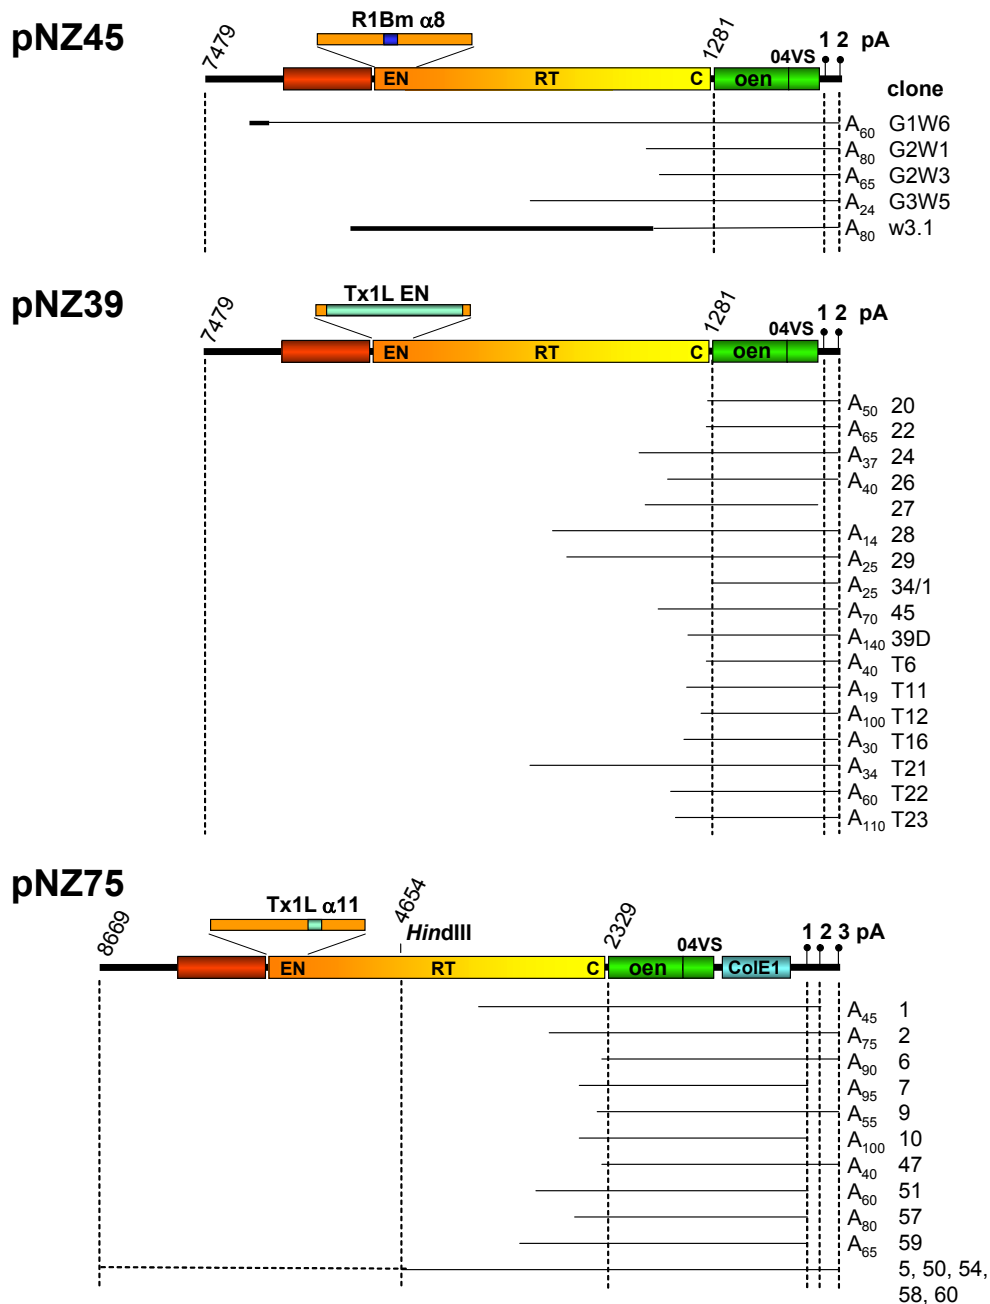 pNZ45
R1Bm α8
7479
1281
04VS
1 2 pA
EN RT C oen
clone
A60 G1W6
A80 G2W1
A65 G2W3
A24 G3W5
A80 w3.1
pNZ39
Tx1L EN
7479
1281
04VS
1 2 pA
EN RT C oen
A50 20
A65 22
A37 24
A40 26
27
A14 28
A25 29
A25 34/1
A70 45
A140 39D
A40 T6
A19 T11
A100 T12
A30 T16
A34 T21
A60 T22
A110 T23
pNZ75
Tx1L α11
8669
4654
HindIII
2329
04VS
1 2 3 pA
EN RT C oen ColE1
A45 1
A75 2
A90 6
A95 7
A55 9
A100 10
A40 47
A60 51
A80 57
A65 59
5, 50, 54,
58, 60